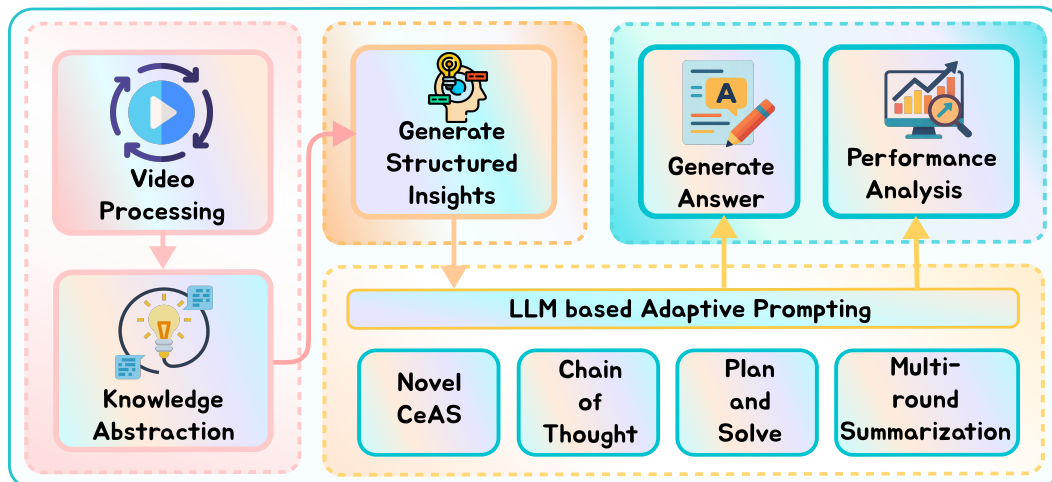 Video
Processing
Knowledge
Abstraction
Generate
Structured
Insights
A
Generate
Answer
Performance
Analysis
LLM based Adaptive Prompting
Novel
CeAS
Chain
of
Thought
Plan
and
Solve
Multi-
round
Summarization